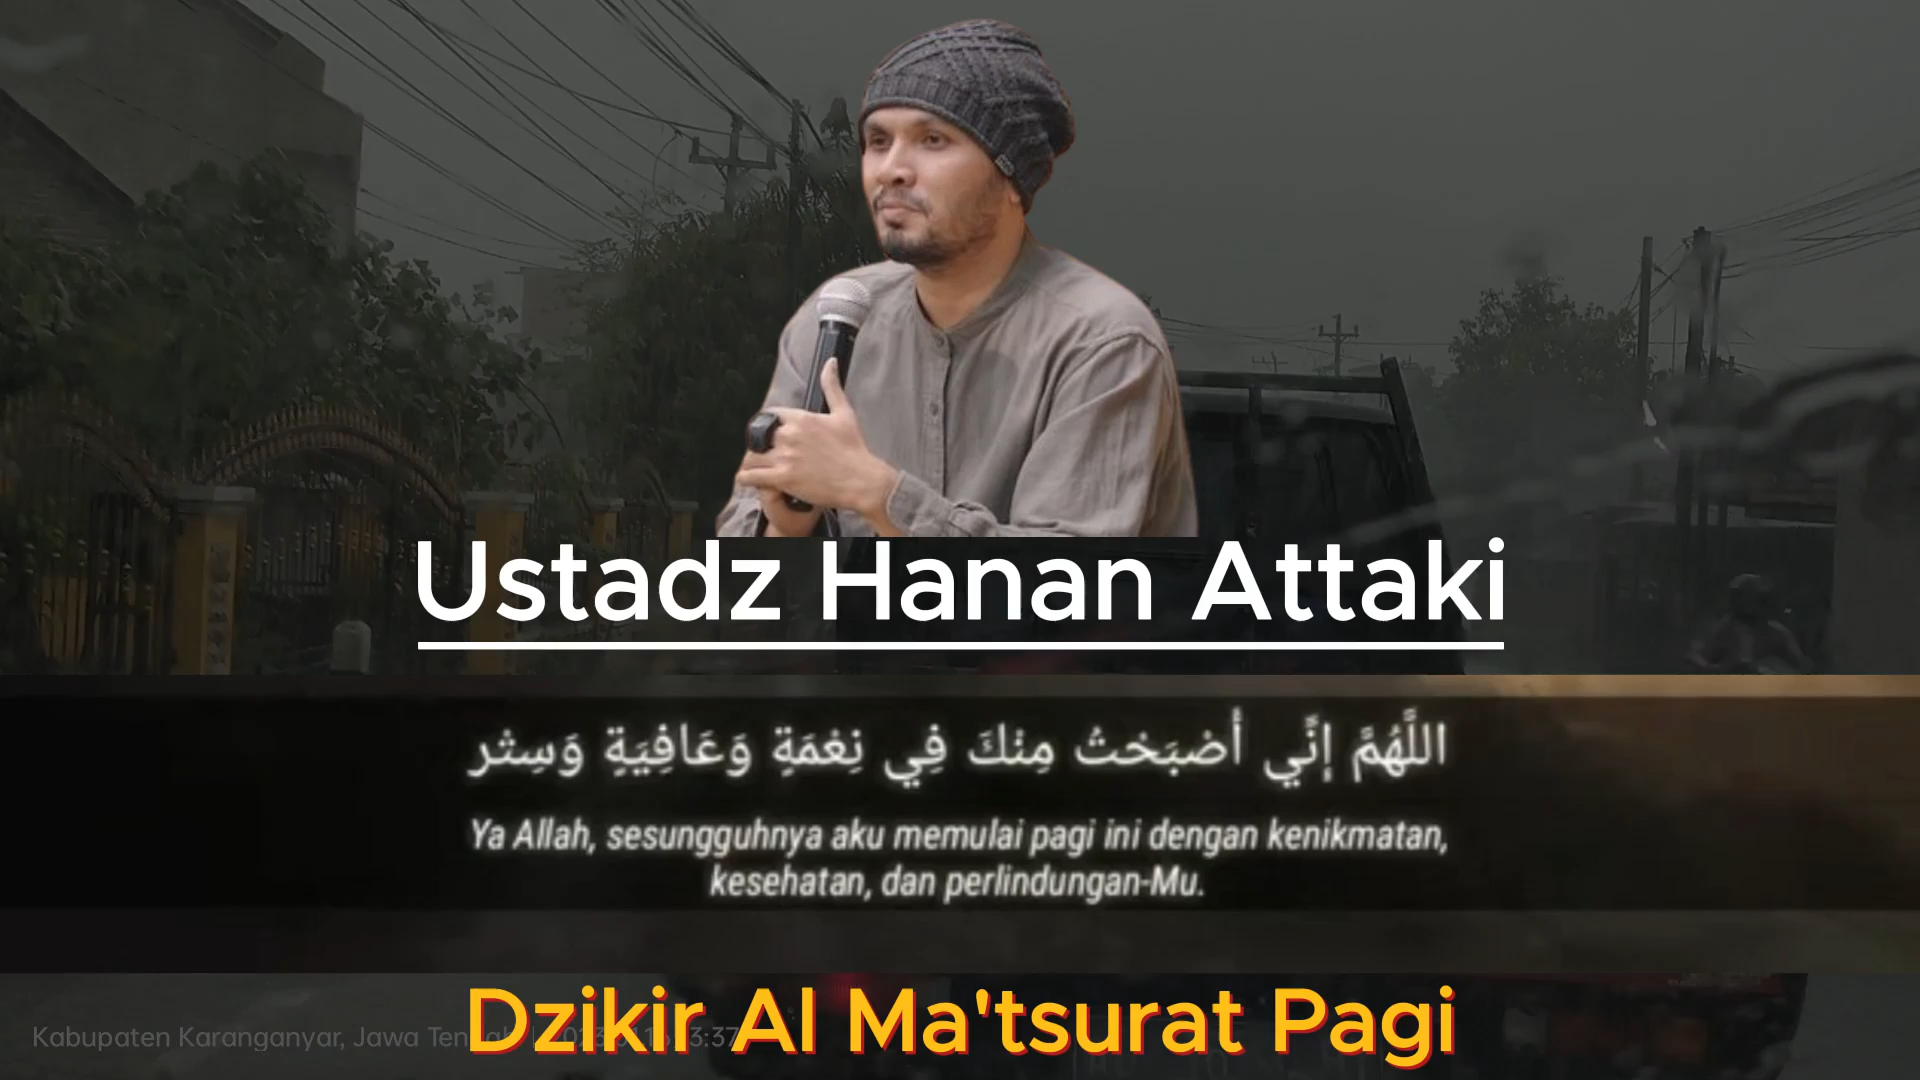 Ustadz Hanan Attaki
اللَّهُمَّ إِنِّي أَصْبَحْتُ مِنْكَ فِي نِعْمَةٍ وَعَافِيَةٍ وَسِتْر
Ya Allah, sesungguhnya aku memulai pagi ini dengan kenikmatan,
kesehatan, dan perlindungan-Mu.
Dzikir Al Ma'tsurat Pagi
Kabupaten Karanganyar, Jawa